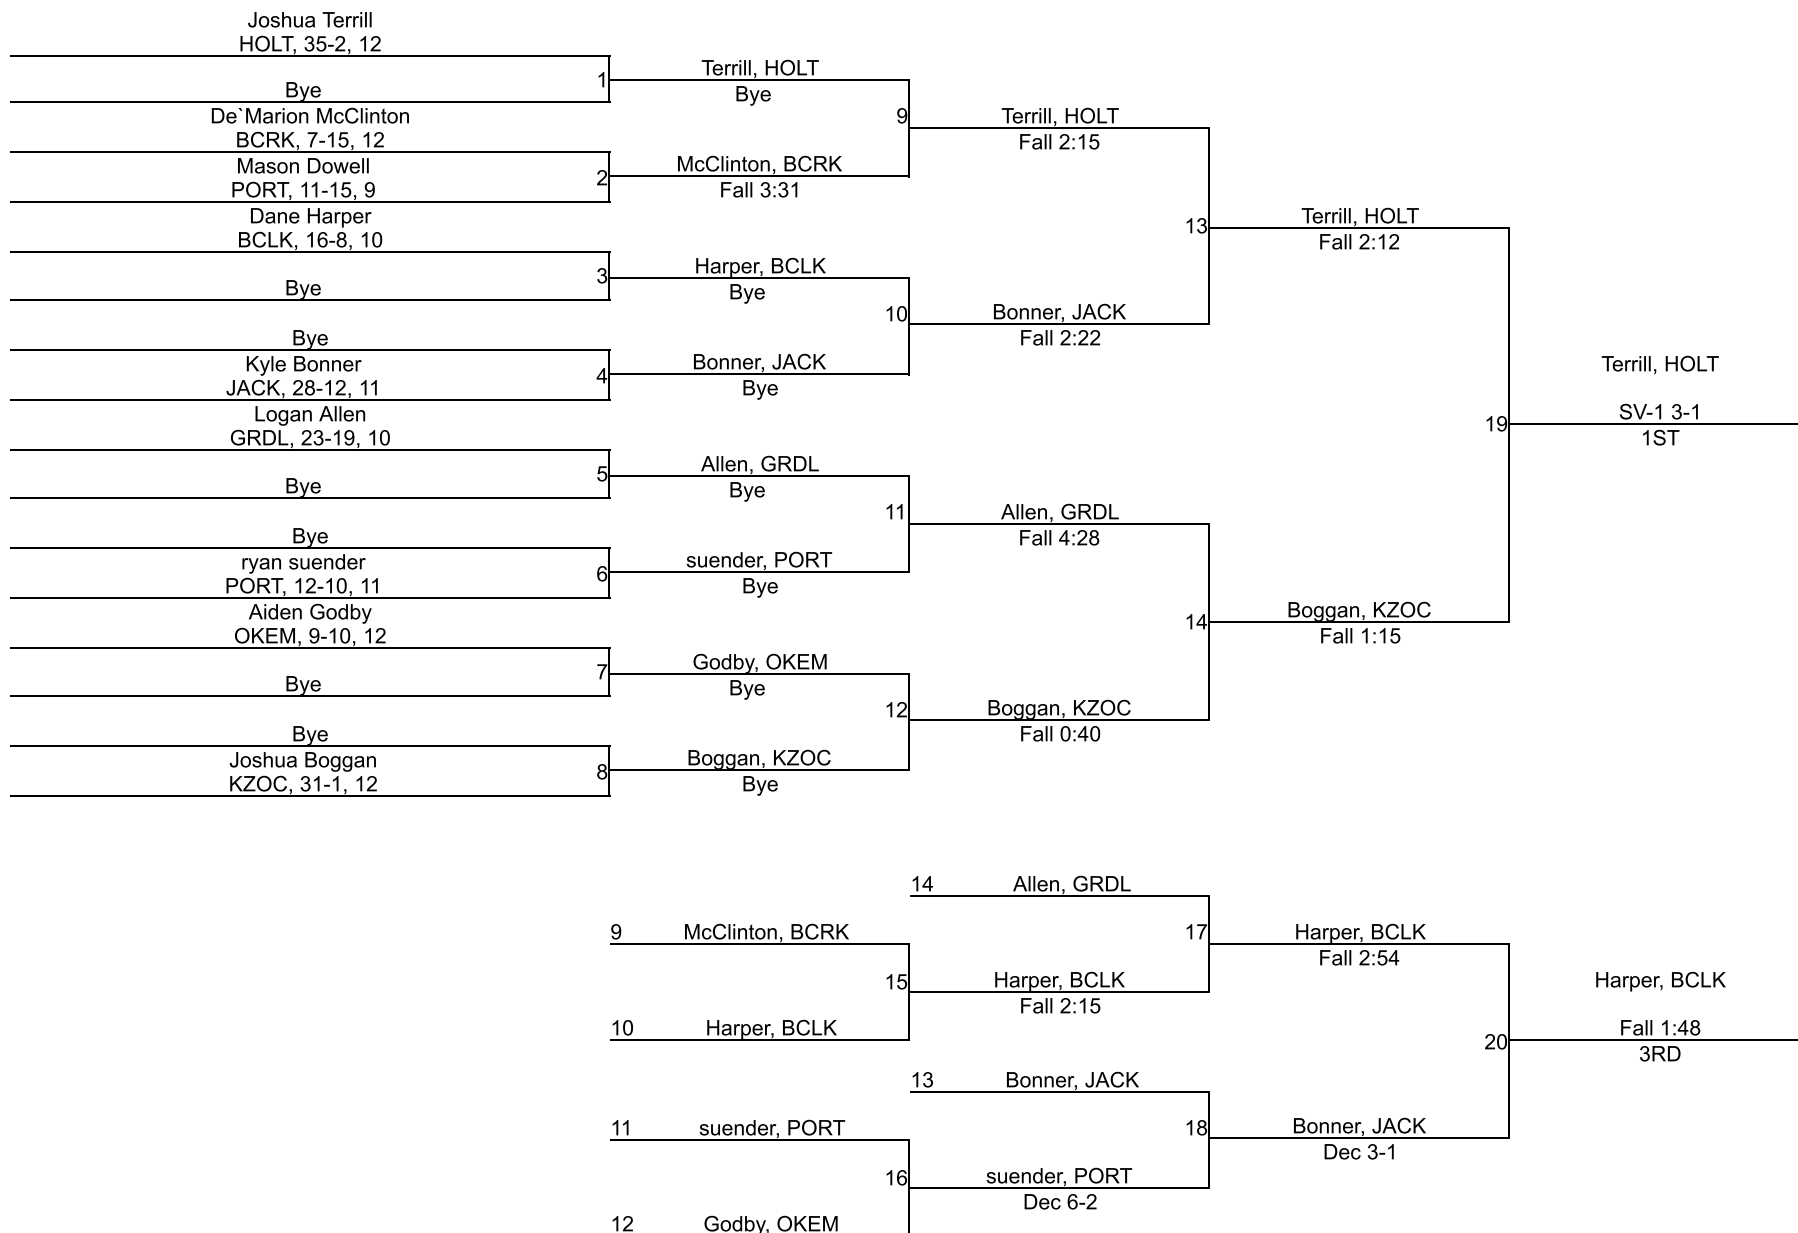 Joshua Terrill
HOLT, 35-2, 12
Bye
De`Marion McClinton
BCRK, 7-15, 12
Mason Dowell
PORT, 11-15, 9
Dane Harper
BCLK, 16-8, 10
Bye
Bye
Kyle Bonner
JACK, 28-12, 11
Logan Allen
GRDL, 23-19, 10
Bye
Bye
ryan suender
PORT, 12-10, 11
Aiden Godby
OKEM, 9-10, 12
Bye
Bye
Joshua Boggan
KZOC, 31-1, 12
1
Terrill, HOLT
Bye
2
McClinton, BCRK
Fall 3:31
3
Harper, BCLK
Bye
4
Bonner, JACK
Bye
5
Allen, GRDL
Bye
6
suender, PORT
Bye
7
Godby, OKEM
Bye
8
Boggan, KZOC
Bye
9
Terrill, HOLT
Fall 2:15
10
Bonner, JACK
Fall 2:22
11
Allen, GRDL
Fall 4:28
12
Boggan, KZOC
Fall 0:40
13
Terrill, HOLT
Fall 2:12
14
Boggan, KZOC
Fall 1:15
19
Terrill, HOLT
SV-1 3-1
1ST
14 Allen, GRDL
9 McClinton, BCRK
10 Harper, BCLK
15
Harper, BCLK
Fall 2:15
13 Bonner, JACK
11 suender, PORT
12 Godby, OKEM
16
suender, PORT
Dec 6-2
17
Harper, BCLK
Fall 2:54
18
Bonner, JACK
Dec 3-1
20
Harper, BCLK
Fall 1:48
3RD